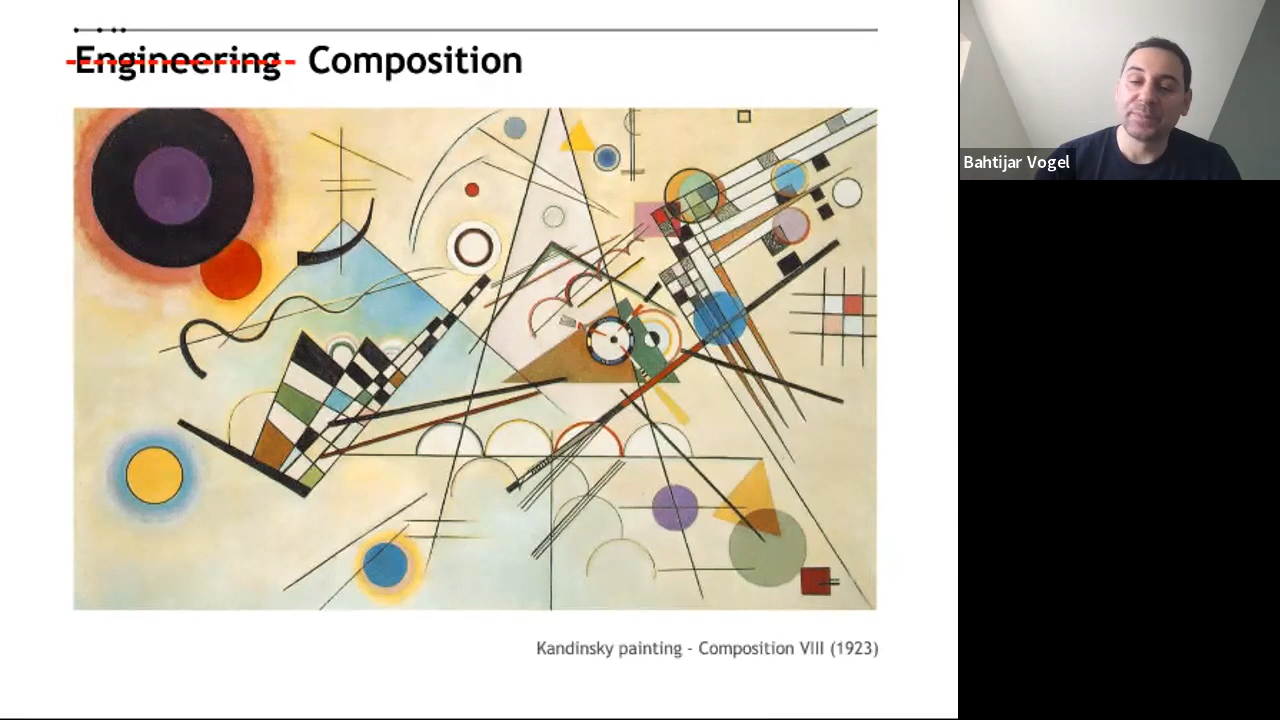 Engineering Composition
Bahtijar Vogel
Kandinsky painting - Composition VIII (1923)